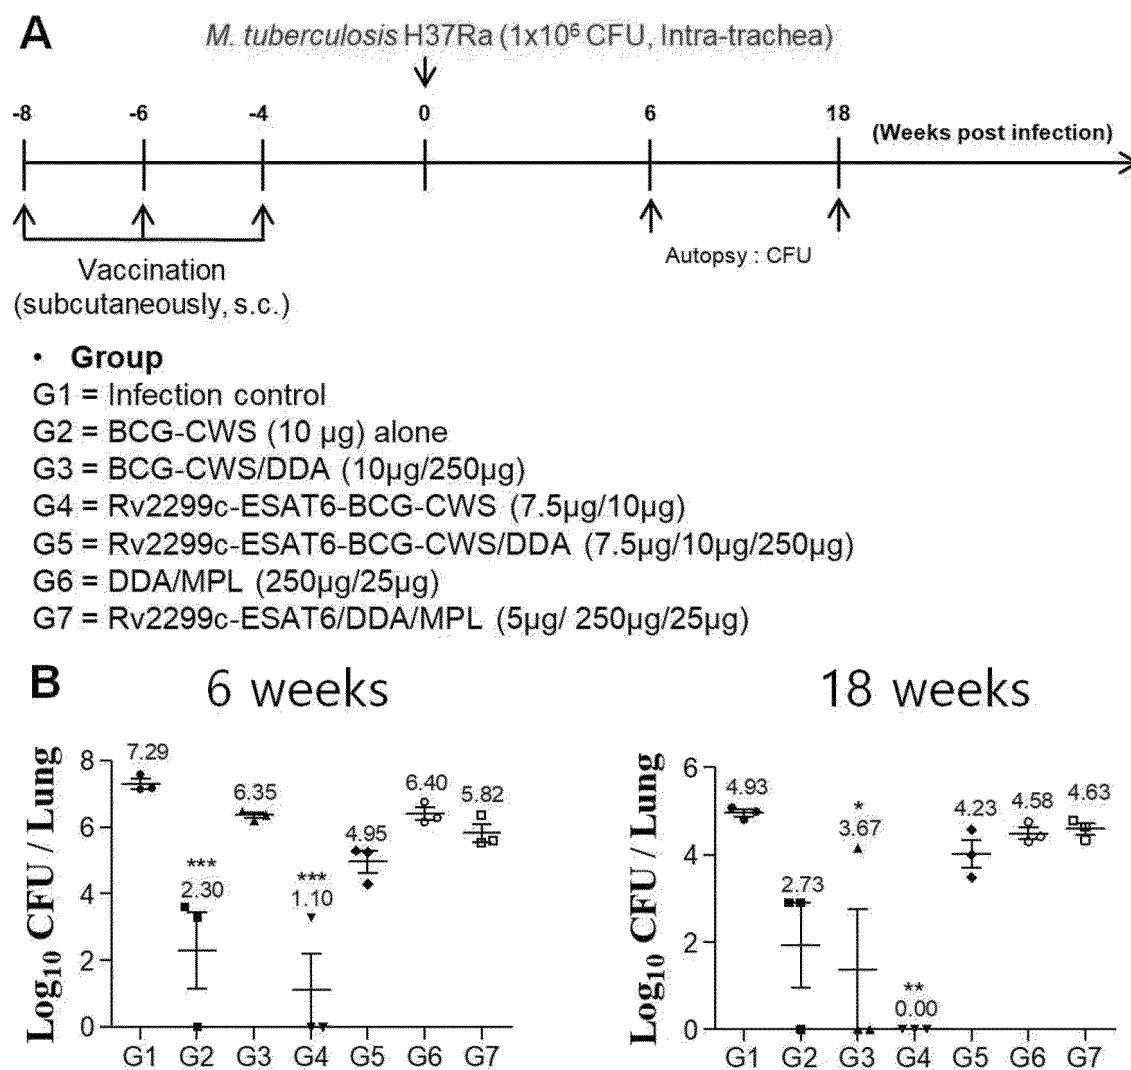 A
M. tuberculosis H37Ra (1x10⁶ CFU, Intra-trachea)
-8 -6 -4 0 6 18
(Weeks post infection)
Autopsy : CFU
Vaccination
(subcutaneously, s.c.)
• Group
G1 = Infection control
G2 = BCG-CWS (10 µg) alone
G3 = BCG-CWS/DDA (10µg/250µg)
G4 = Rv2299c-ESAT6-BCG-CWS (7.5µg/10µg)
G5 = Rv2299c-ESAT6-BCG-CWS/DDA (7.5µg/10µg/250µg)
G6 = DDA/MPL (250µg/25µg)
G7 = Rv2299c-ESAT6/DDA/MPL (5µg/ 250µg/25µg)
B
6 weeks
Log₁₀ CFU / Lung
8
6
4
2
0
7.29
***
2.30
6.35
***
1.10
4.95
6.40
5.82
G1 G2 G3 G4 G5 G6 G7
18 weeks
Log₁₀ CFU / Lung
6
4
2
0
4.93
2.73
*
3.67
**
0.00
4.23
4.58
4.63
G1 G2 G3 G4 G5 G6 G7